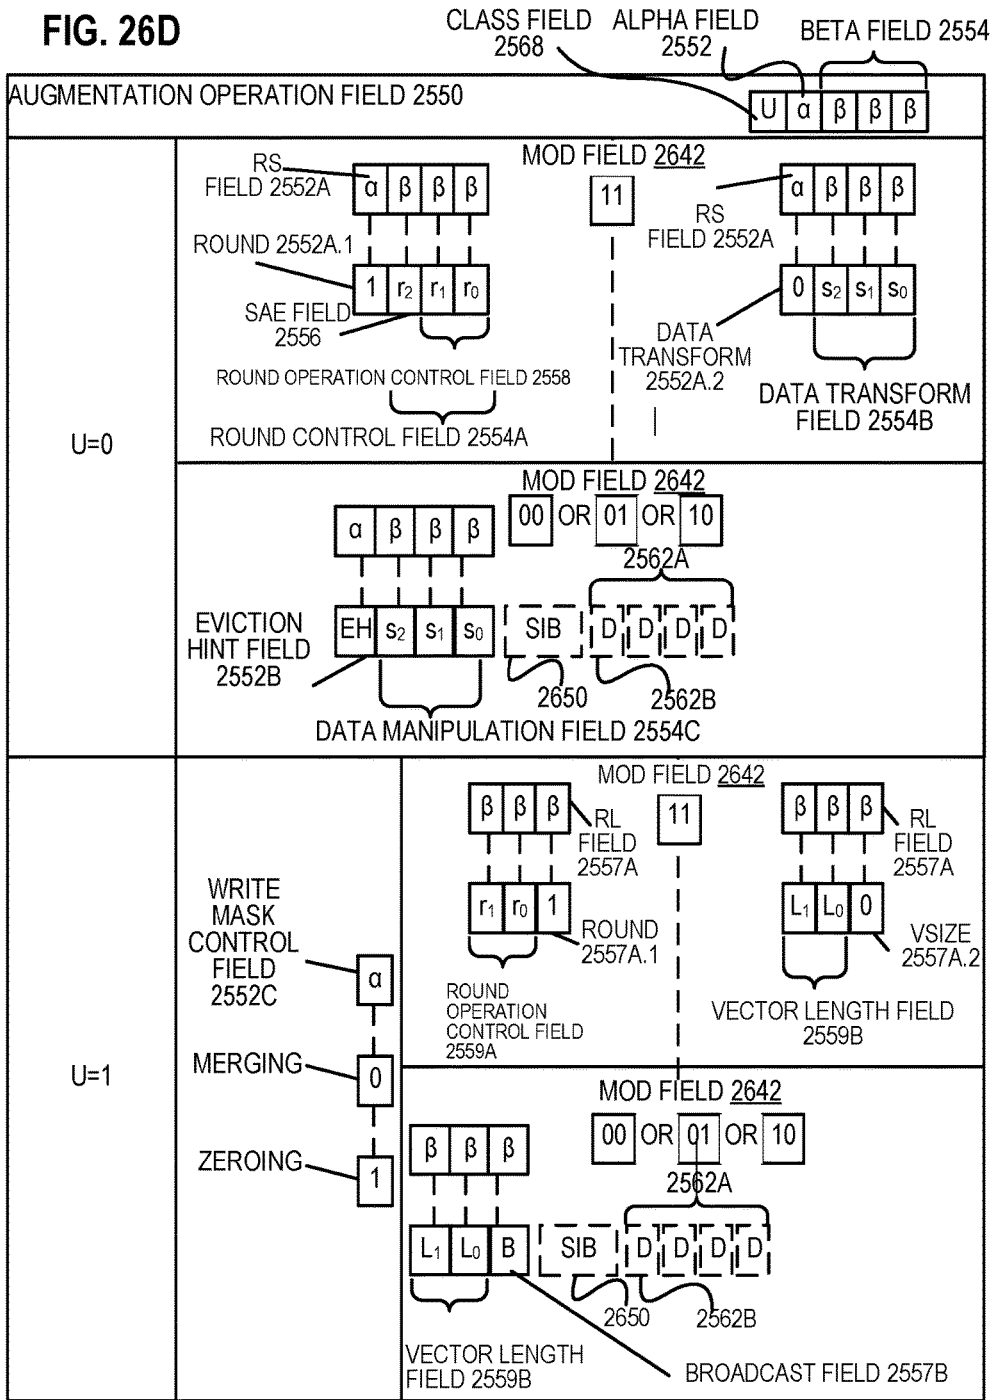 FIG. 26D
CLASS FIELD
2568
ALPHA FIELD
2552
BETA FIELD 2554
AUGMENTATION OPERATION FIELD 2550
U α β β β
U=0
MOD FIELD 2642
11
RS
FIELD 2552A
α β β β
ROUND 2552A.1
1 r2 r1 r0
SAE FIELD
2556
ROUND OPERATION CONTROL FIELD 2558
ROUND CONTROL FIELD 2554A
RS
FIELD 2552A
α β β β
0 s2 s1 s0
DATA
TRANSFORM
2552A.2
DATA TRANSFORM
FIELD 2554B
MOD FIELD 2642
00 OR 01 OR 10
α β β β
2562A
EVICTION
HINT FIELD
2552B
EH s2 s1 s0
SIB
D D D D
2650
2562B
DATA MANIPULATION FIELD 2554C
U=1
WRITE
MASK
CONTROL
FIELD
2552C
α
MERGING
0
ZEROING
1
MOD FIELD 2642
11
β β β
RL
FIELD
2557A
r1 r0 1
ROUND
2557A.1
ROUND
OPERATION
CONTROL FIELD
2559A
β β β
RL
FIELD
2557A
L1 L0 0
VSIZE
2557A.2
VECTOR LENGTH FIELD
2559B
MOD FIELD 2642
00 OR 01 OR 10
β β β
2562A
L1 L0 B
SIB
D D D D
2650
2562B
VECTOR LENGTH
FIELD 2559B
BROADCAST FIELD 2557B